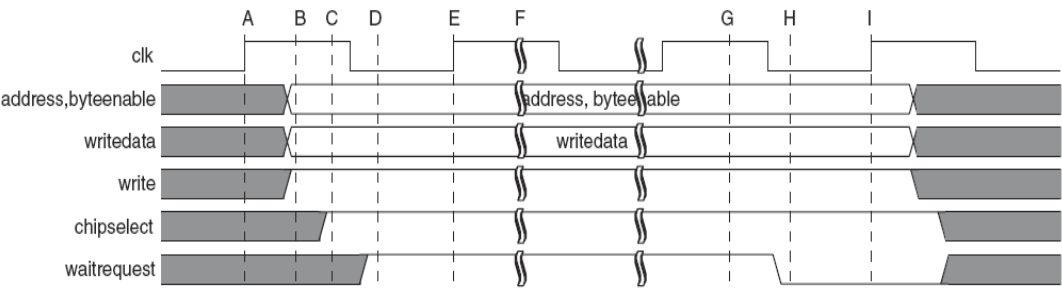 A B C D E F G H I
clk
address,byteenable address, byteenable
writedata writedata
write
chipselect
waitrequest